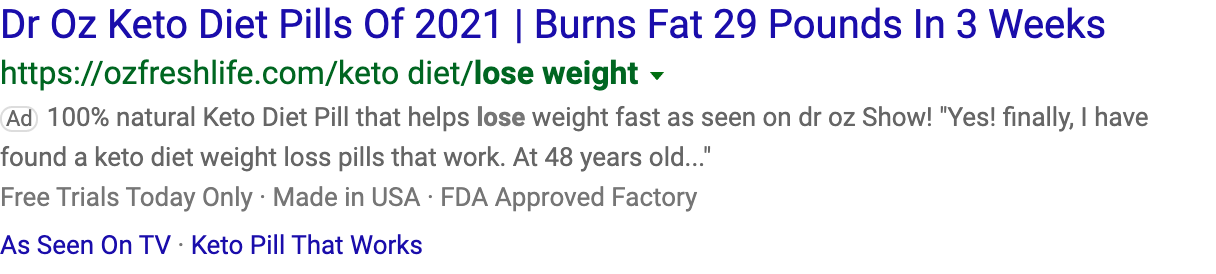 Dr Oz Keto Diet Pills Of 2021 | Burns Fat 29 Pounds In 3 Weeks
https://ozfreshlife.com/keto diet/lose weight
Ad 100% natural Keto Diet Pill that helps lose weight fast as seen on dr oz Show! "Yes! finally, I have
found a keto diet weight loss pills that work. At 48 years old..."
Free Trials Today Only · Made in USA · FDA Approved Factory
As Seen On TV · Keto Pill That Works